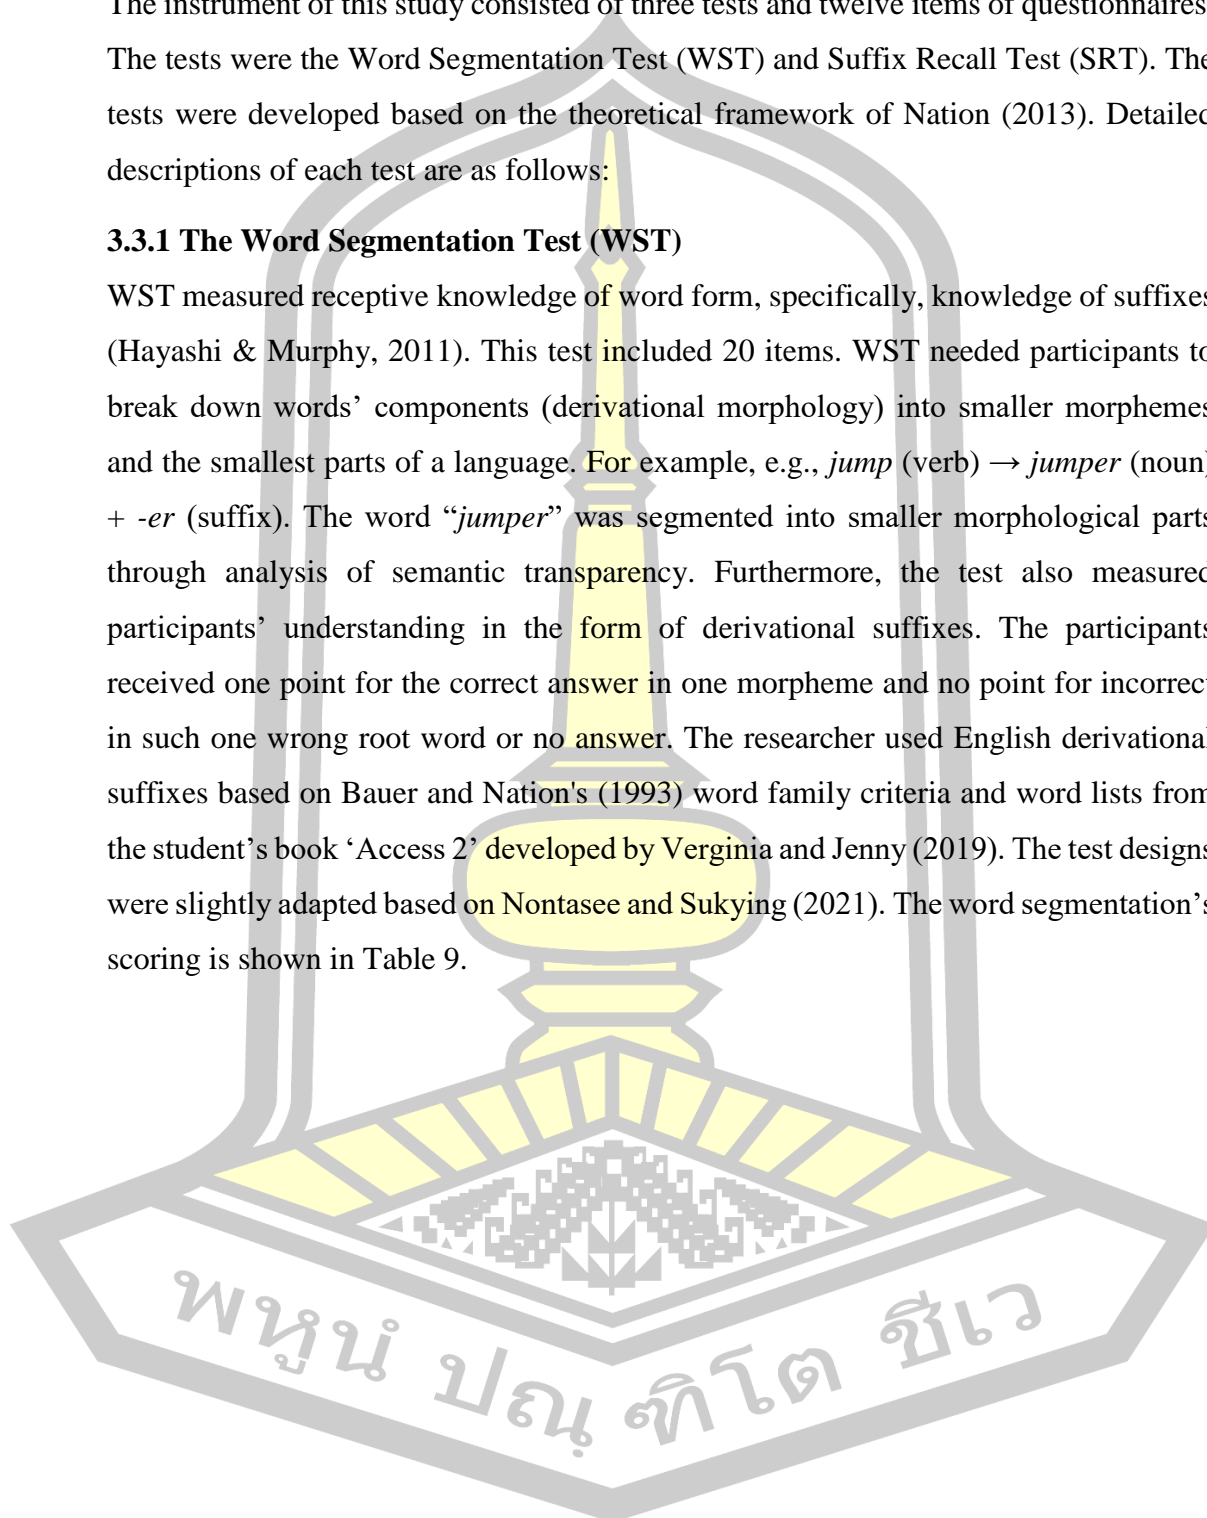 The instrument of this study consisted of three tests and twelve items of questionnaires
The tests were the Word Segmentation Test (WST) and Suffix Recall Test (SRT). The
tests were developed based on the theoretical framework of Nation (2013). Detailed
descriptions of each test are as follows:
3.3.1 The Word Segmentation Test (WST)
WST measured receptive knowledge of word form, specifically, knowledge of suffixes
(Hayashi & Murphy, 2011). This test included 20 items. WST needed participants to
break down words’ components (derivational morphology) into smaller morphemes
and the smallest parts of a language. For example, e.g., jump (verb) → jumper (noun)
+ -er (suffix). The word “jumper” was segmented into smaller morphological parts
through analysis of semantic transparency. Furthermore, the test also measured
participants’ understanding in the form of derivational suffixes. The participants
received one point for the correct answer in one morpheme and no point for incorrect
in such one wrong root word or no answer. The researcher used English derivational
suffixes based on Bauer and Nation's (1993) word family criteria and word lists from
the student’s book ‘Access 2’ developed by Verginia and Jenny (2019). The test designs
were slightly adapted based on Nontasee and Sukying (2021). The word segmentation’s
scoring is shown in Table 9.
พหูนํ ปณฺฑิโต ชีเว